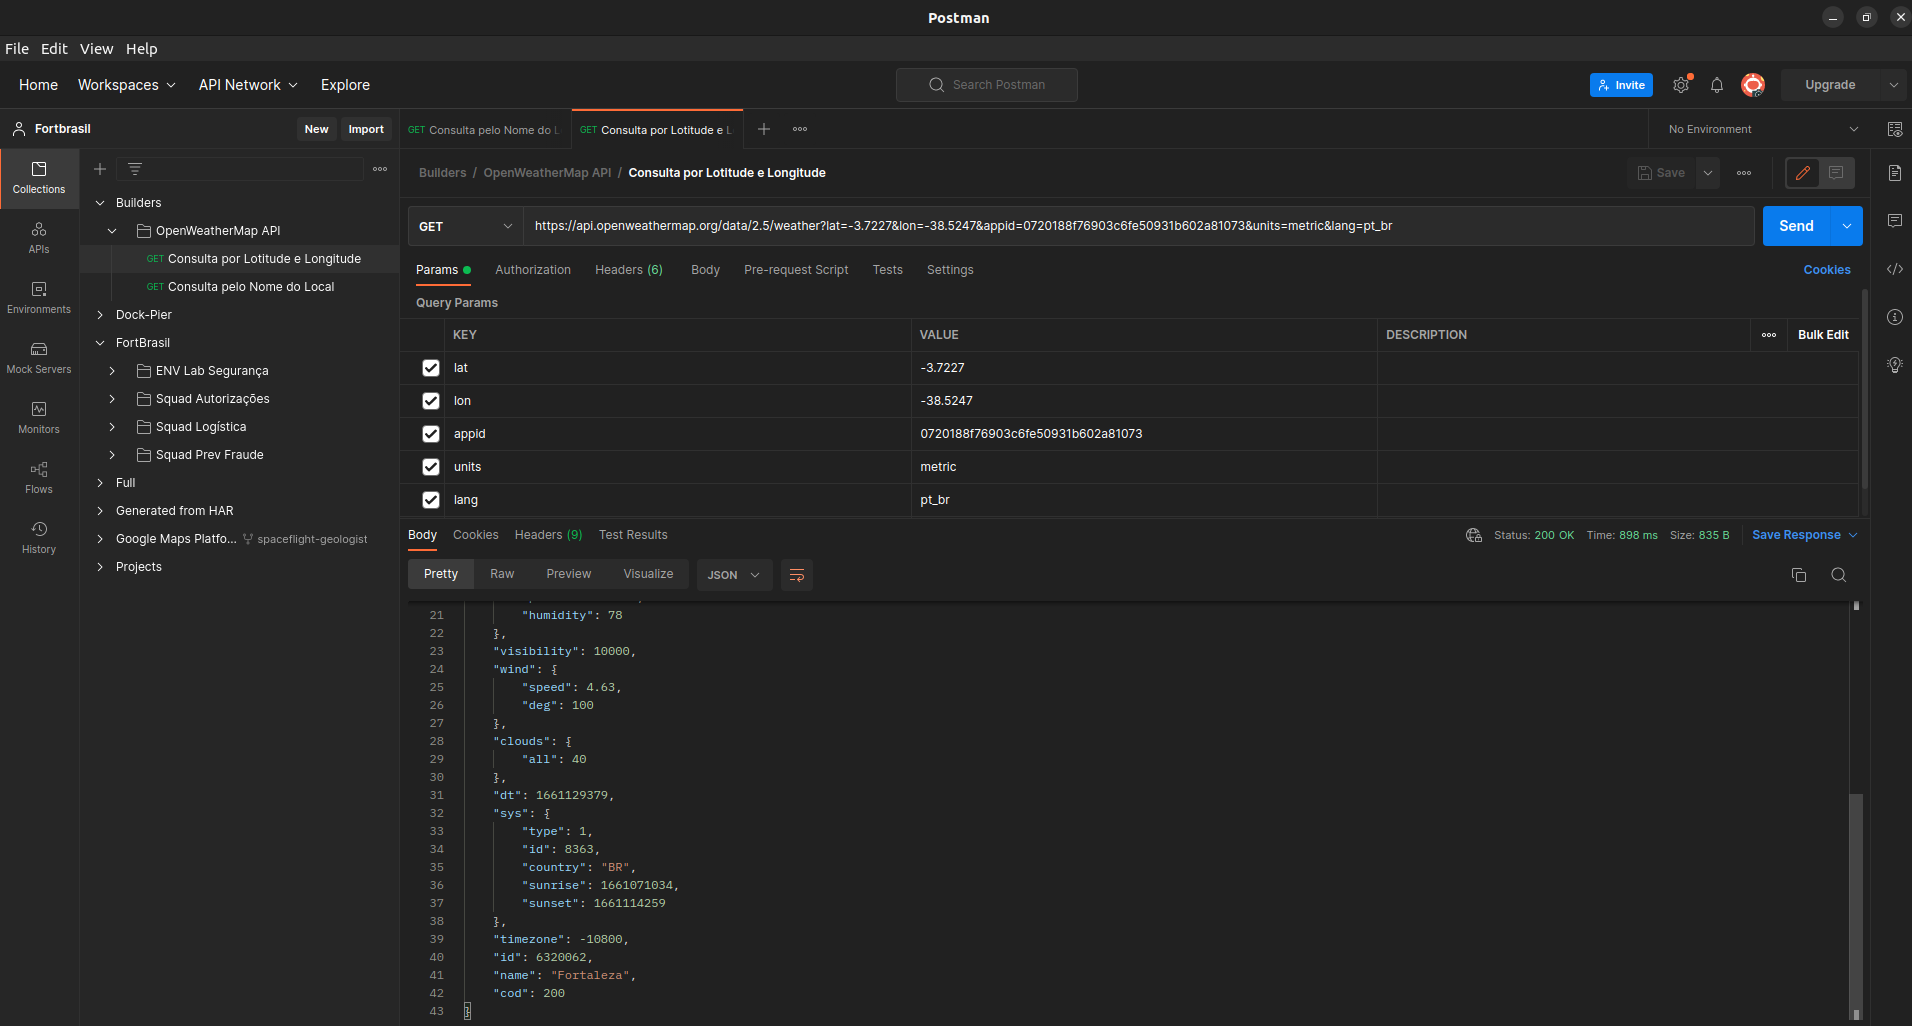 Postman
File Edit View Help
Home Workspaces API Network Explore
Search Postman
Invite
Upgrade
Fortbrasil
New Import
GET Consulta pelo Nome do L
GET Consulta por Lotitude e L
No Environment
Collections
APIs
Environments
Mock Servers
Monitors
Flows
History
Builders
OpenWeatherMap API
GET Consulta por Lotitude e Longitude
GET Consulta pelo Nome do Local
Dock-Pier
FortBrasil
ENV Lab Segurança
Squad Autorizações
Squad Logística
Squad Prev Fraude
Full
Generated from HAR
Google Maps Platfo... spaceflight-geologist
Projects
Builders / OpenWeatherMap API / Consulta por Lotitude e Longitude
Save
GET https://api.openweathermap.org/data/2.5/weather?lat=-3.7227&lon=-38.5247&appid=0720188f76903c6fe50931b602a81073&units=metric&lang=pt_br
Send
Params Authorization Headers (6) Body Pre-request Script Tests Settings Cookies
Query Params
KEY VALUE DESCRIPTION Bulk Edit
lat -3.7227
lon -38.5247
appid 0720188f76903c6fe50931b602a81073
units metric
lang pt_br
Body Cookies Headers (9) Test Results
Status: 200 OK Time: 898 ms Size: 835 B Save Response
Pretty Raw Preview Visualize JSON
21 "humidity": 78
22 },
23 "visibility": 10000,
24 "wind": {
25 "speed": 4.63,
26 "deg": 100
27 },
28 "clouds": {
29 "all": 40
30 },
31 "dt": 1661129379,
32 "sys": {
33 "type": 1,
34 "id": 8363,
35 "country": "BR",
36 "sunrise": 1661071034,
37 "sunset": 1661114259
38 },
39 "timezone": -10800,
40 "id": 6320062,
41 "name": "Fortaleza",
42 "cod": 200
43 }